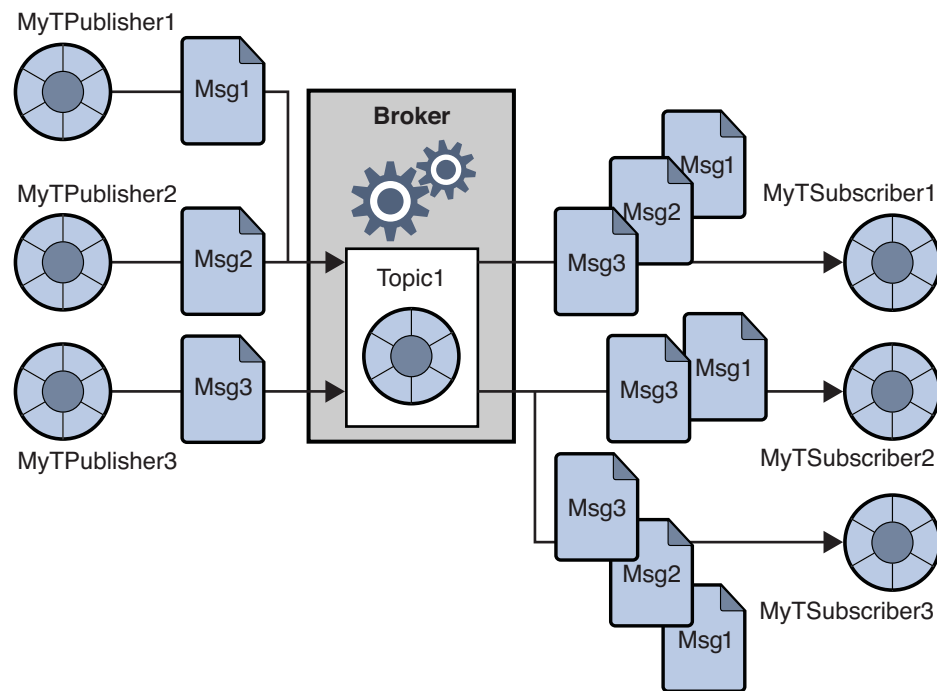 MyTPublisher1
Msg1
Broker
MyTPublisher2
Msg2
Topic1
MyTPublisher3
Msg3
Msg1
Msg2
Msg3
MyTSubscriber1
Msg1
Msg3
MyTSubscriber2
Msg3
Msg2
Msg1
MyTSubscriber3